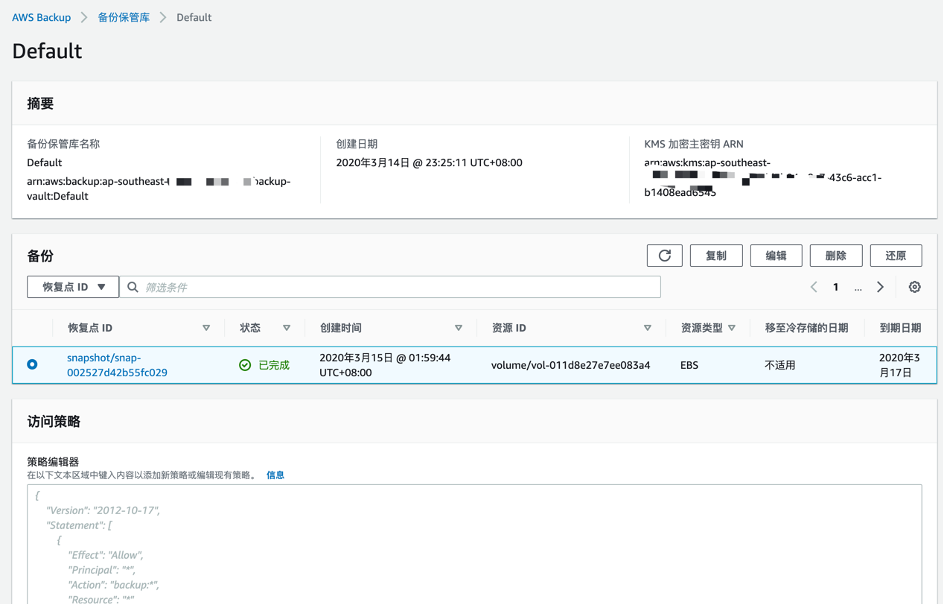 AWS Backup > 备份保管库 > Default
Default
摘要
备份保管库名称
Default
arn:aws:backup:ap-southeast- backup-
vault:Default
创建日期
2020年3月14日 @ 23:25:11 UTC+08:00
KMS 加密主密钥 ARN
arn:aws:kms:ap-southeast-
-43c6-acc1-
b1408ead6545
备份
复制 编辑 删除 还原
恢复点 ID ▼ 筛选条件 1 ...
恢复点 ID 状态 创建时间 资源 ID 资源类型 移至冷存储的日期 到期日期
snapshot/snap-
002527d42b55fc029
已完成
2020年3月15日 @ 01:59:44
UTC+08:00
volume/vol-011d8e27e7ee083a4
EBS
不适用
2020年3
月17日
访问策略
策略编辑器
在以下文本区域中键入内容以添加新策略或编辑现有策略。 信息
{
"Version": "2012-10-17",
"Statement": [
{
"Effect": "Allow",
"Principal": "*",
"Action": "backup:*",
"Resource": "*"